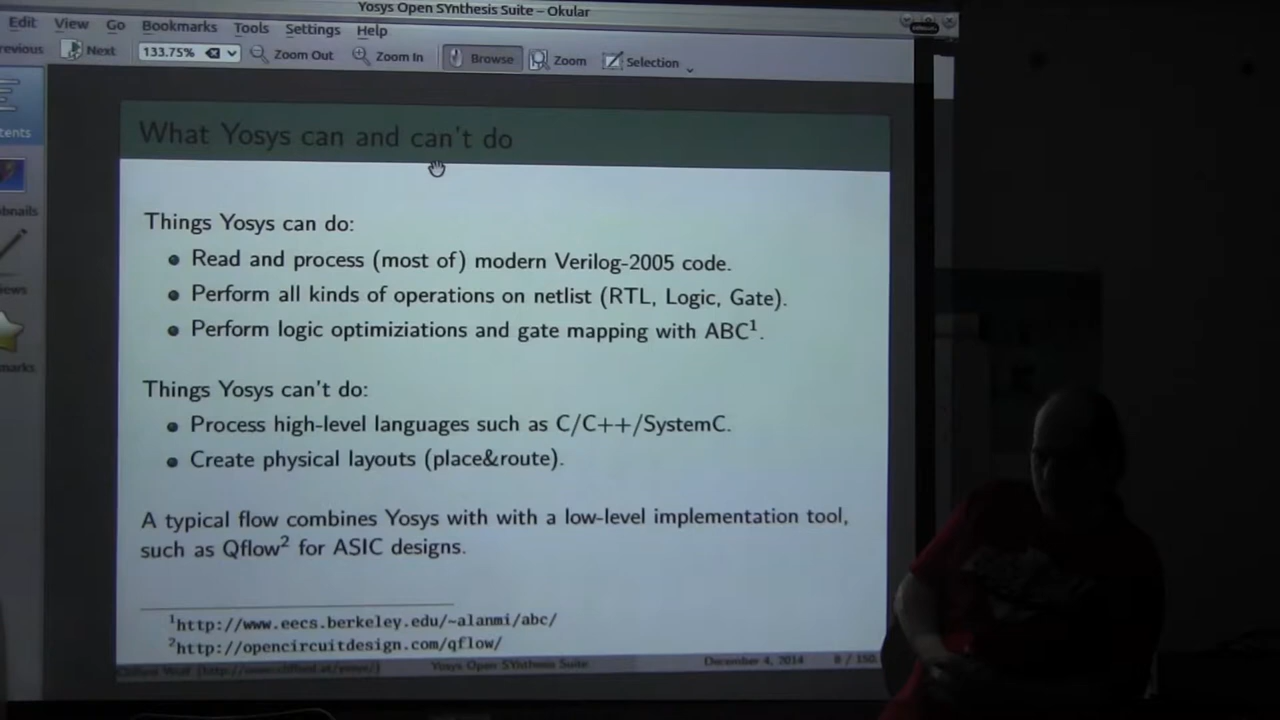 Yosys Open SYnthesis Suite – Okular
Edit View Go Bookmarks Tools Settings Help
Next 133.75% Zoom Out Zoom In Browse Zoom Selection
What Yosys can and can't do
Things Yosys can do:
Read and process (most of) modern Verilog-2005 code.
Perform all kinds of operations on netlist (RTL, Logic, Gate).
Perform logic optimiziations and gate mapping with ABC¹.
Things Yosys can't do:
Process high-level languages such as C/C++/SystemC.
Create physical layouts (place&route).
A typical flow combines Yosys with with a low-level implementation tool,
such as Qflow² for ASIC designs.
¹http://www.eecs.berkeley.edu/~alanmi/abc/
²http://opencircuitdesign.com/qflow/
Yosys Open SYnthesis Suite December 4, 2014 8 / 150